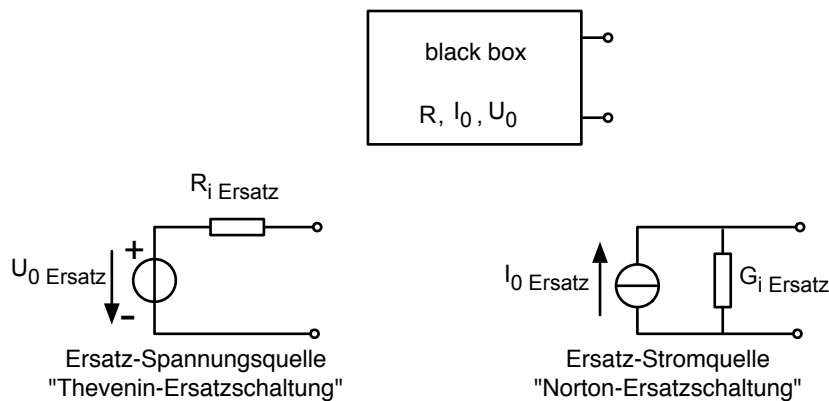 black box
R, I0 , U0
Ri Ersatz
U0 Ersatz
+
-
Ersatz-Spannungsquelle
"Thevenin-Ersatzschaltung"
I0 Ersatz
Gi Ersatz
Ersatz-Stromquelle
"Norton-Ersatzschaltung"